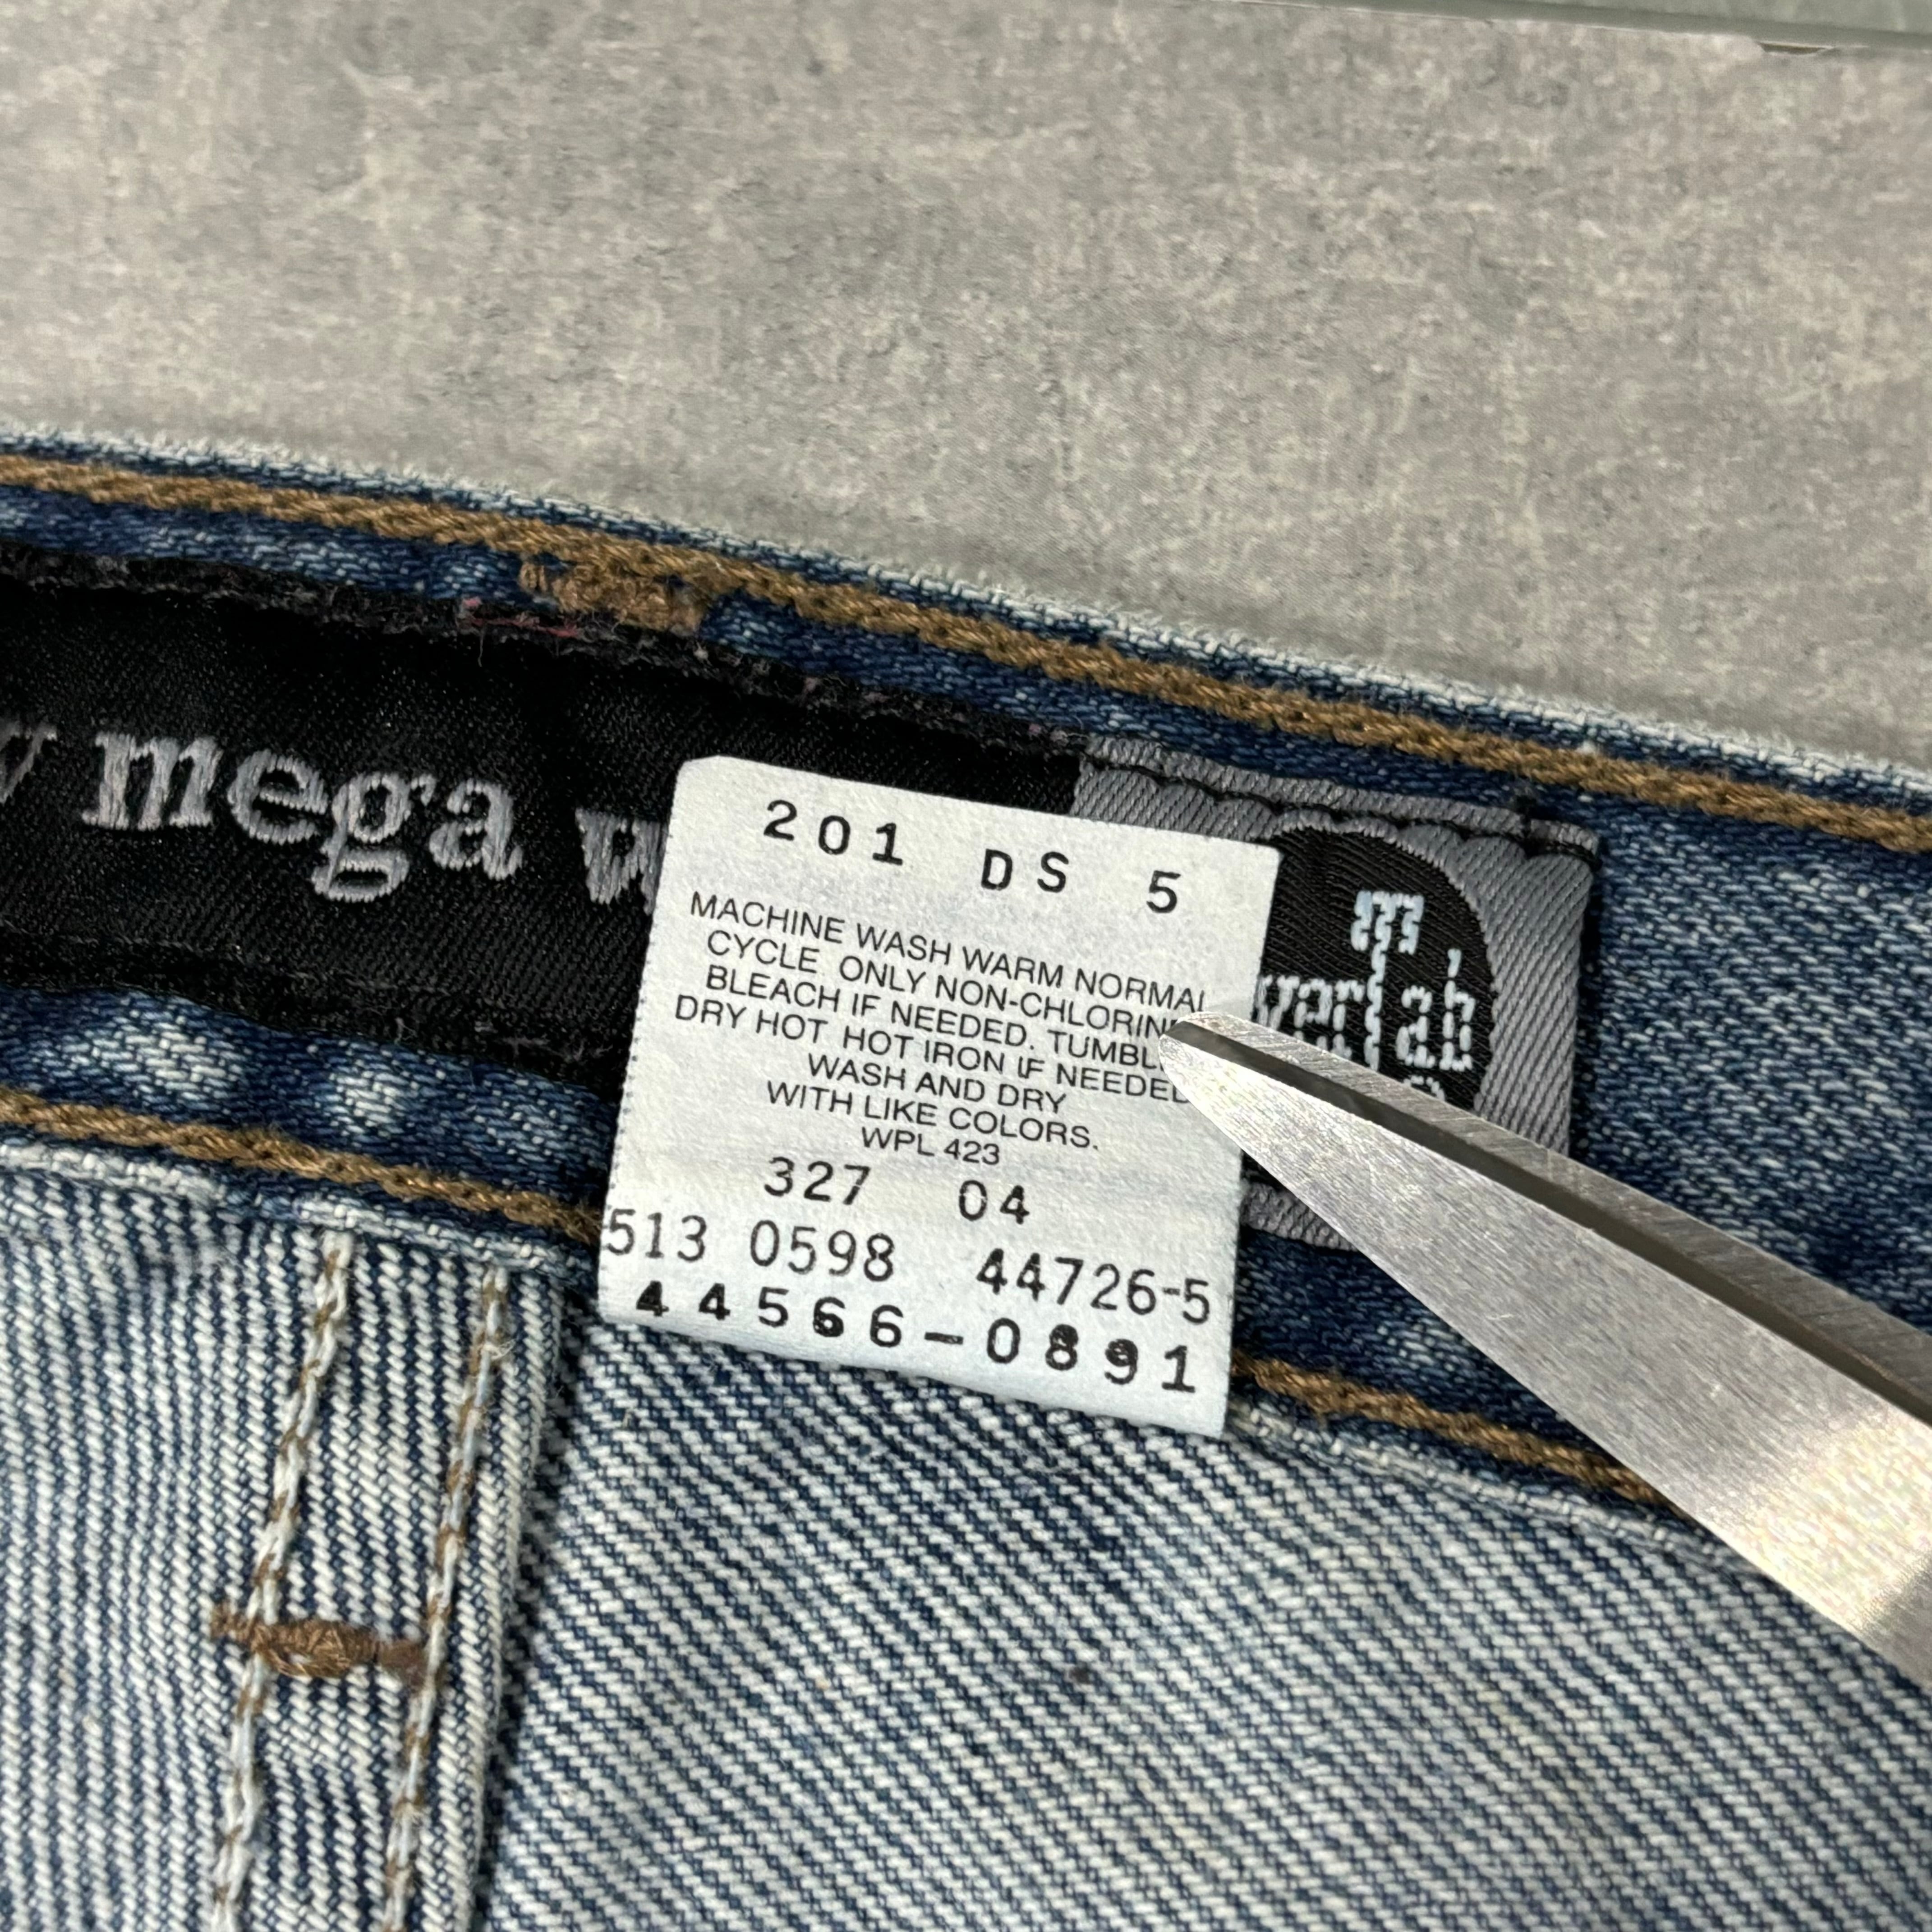 mega
201 DS 5
MACHINE WASH WARM NORMAL
CYCLE ONLY NON-CHLORINE
BLEACH IF NEEDED. TUMBLE
DRY HOT HOT IRON IF NEEDED
WASH AND DRY
WITH LIKE COLORS.
WPL 423
327 04
513 0598 44726-5
44566-0891